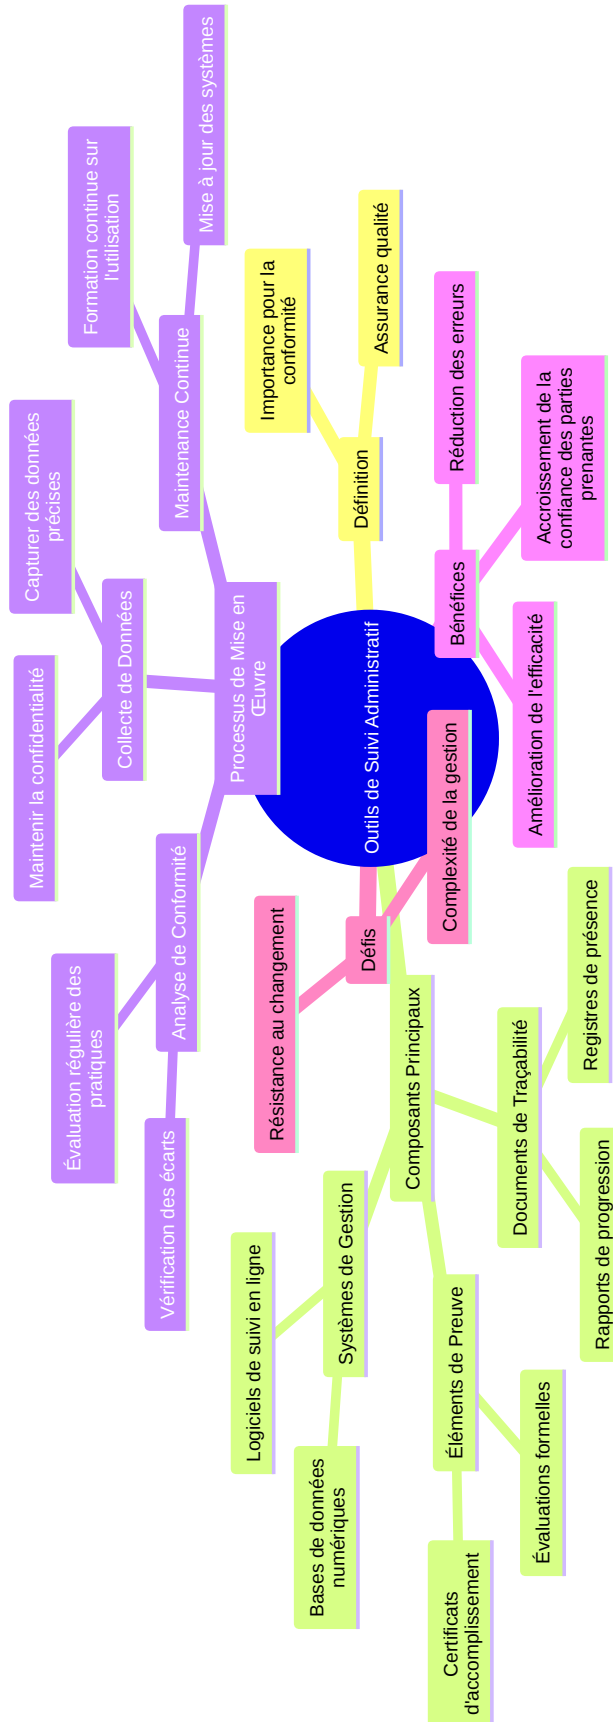 Outils de Suivi Administratif
Définition
Importance pour la
conformité
Assurance qualité
Composants Principaux
Systèmes de Gestion
Logiciels de suivi en ligne
Bases de données
numériques
Documents de Traçabilité
Registres de présence
Rapports de progression
Éléments de Preuve
Certificats
d'accomplissement
Évaluations formelles
Processus de Mise en
Œuvre
Collecte de Données
Capturer des données
précises
Maintenir la confidentialité
Analyse de Conformité
Évaluation régulière des
pratiques
Vérification des écarts
Maintenance Continue
Mise à jour des systèmes
Formation continue sur
l'utilisation
Bénéfices
Amélioration de l'efficacité
Réduction des erreurs
Accroissement de la
confiance des parties
prenantes
Défis
Résistance au changement
Complexité de la gestion